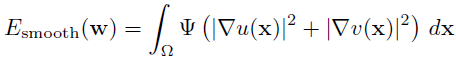 E_smooth(𝐰) = ∫_Ω Ψ (|∇u(𝐱)|² + |∇v(𝐱)|²) d𝐱